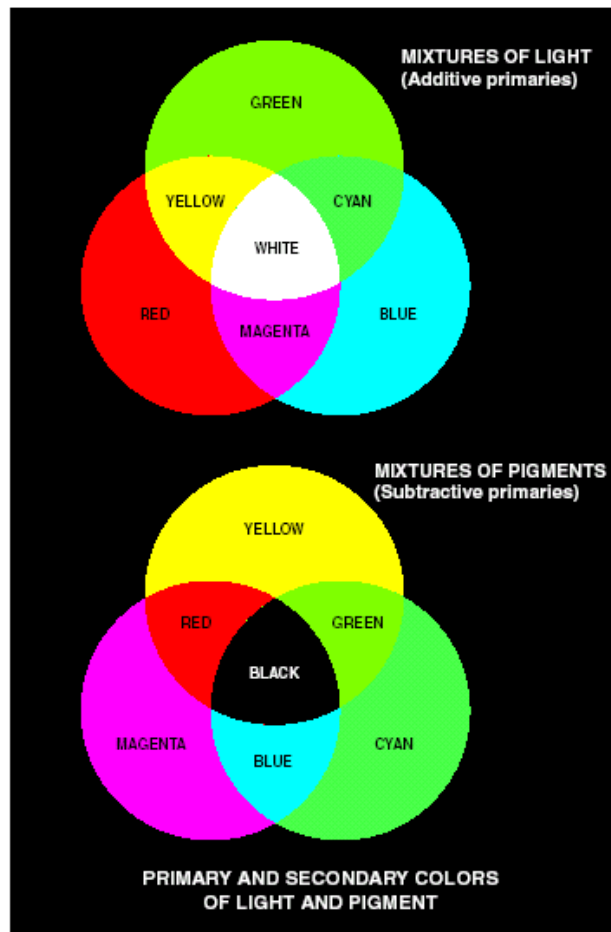 MIXTURES OF LIGHT
(Additive primaries)
GREEN
YELLOW
CYAN
WHITE
RED
BLUE
MAGENTA
MIXTURES OF PIGMENTS
(Subtractive primaries)
YELLOW
RED
GREEN
BLACK
MAGENTA
CYAN
BLUE
PRIMARY AND SECONDARY COLORS
OF LIGHT AND PIGMENT